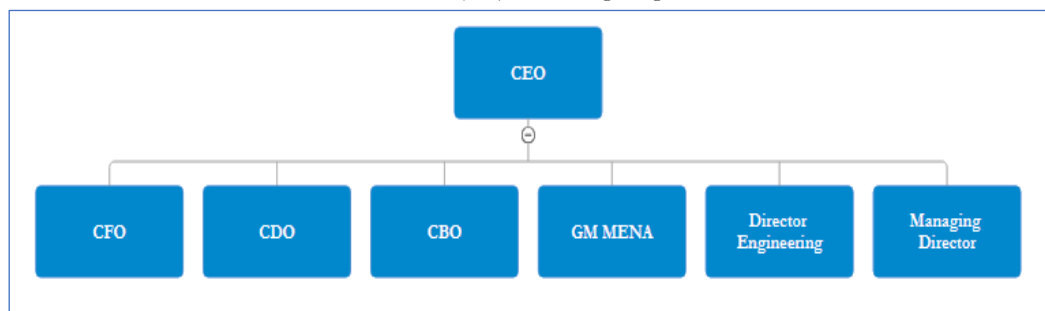 CEO
CFO
CDO
CBO
GM MENA
Director
Engineering
Managing
Director